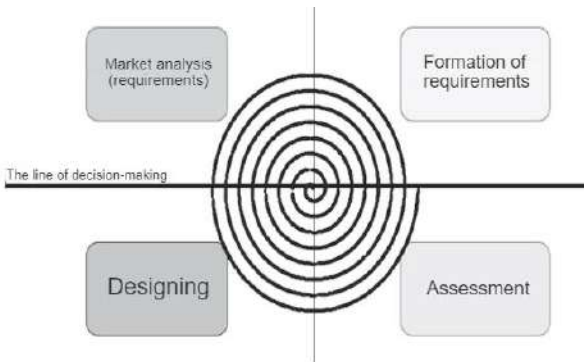 Market analysis
(requirements)
Formation of
requirements
The line of decision-making
Designing
Assessment